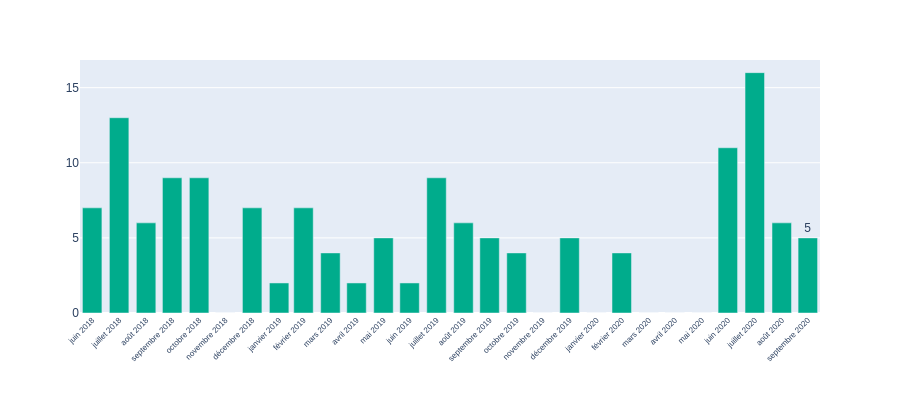 15
10
5
0
5
juin 2018
juillet 2018
août 2018
septembre 2018
octobre 2018
novembre 2018
décembre 2018
janvier 2019
février 2019
mars 2019
avril 2019
mai 2019
juin 2019
juillet 2019
août 2019
septembre 2019
octobre 2019
novembre 2019
décembre 2019
janvier 2020
février 2020
mars 2020
avril 2020
mai 2020
juin 2020
juillet 2020
août 2020
septembre 2020